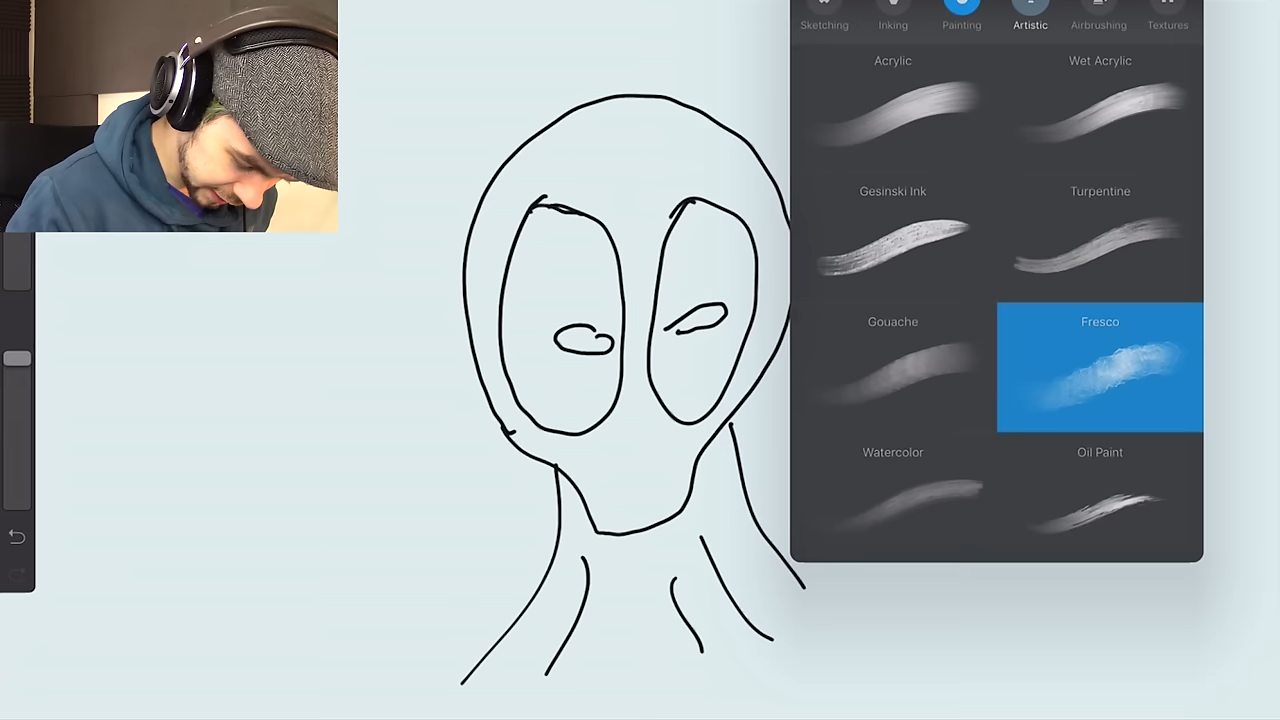 Sketching Inking Painting Artistic Airbrushing Textures
Acrylic Wet Acrylic
Gesinski Ink Turpentine
Gouache Fresco
Watercolor Oil Paint